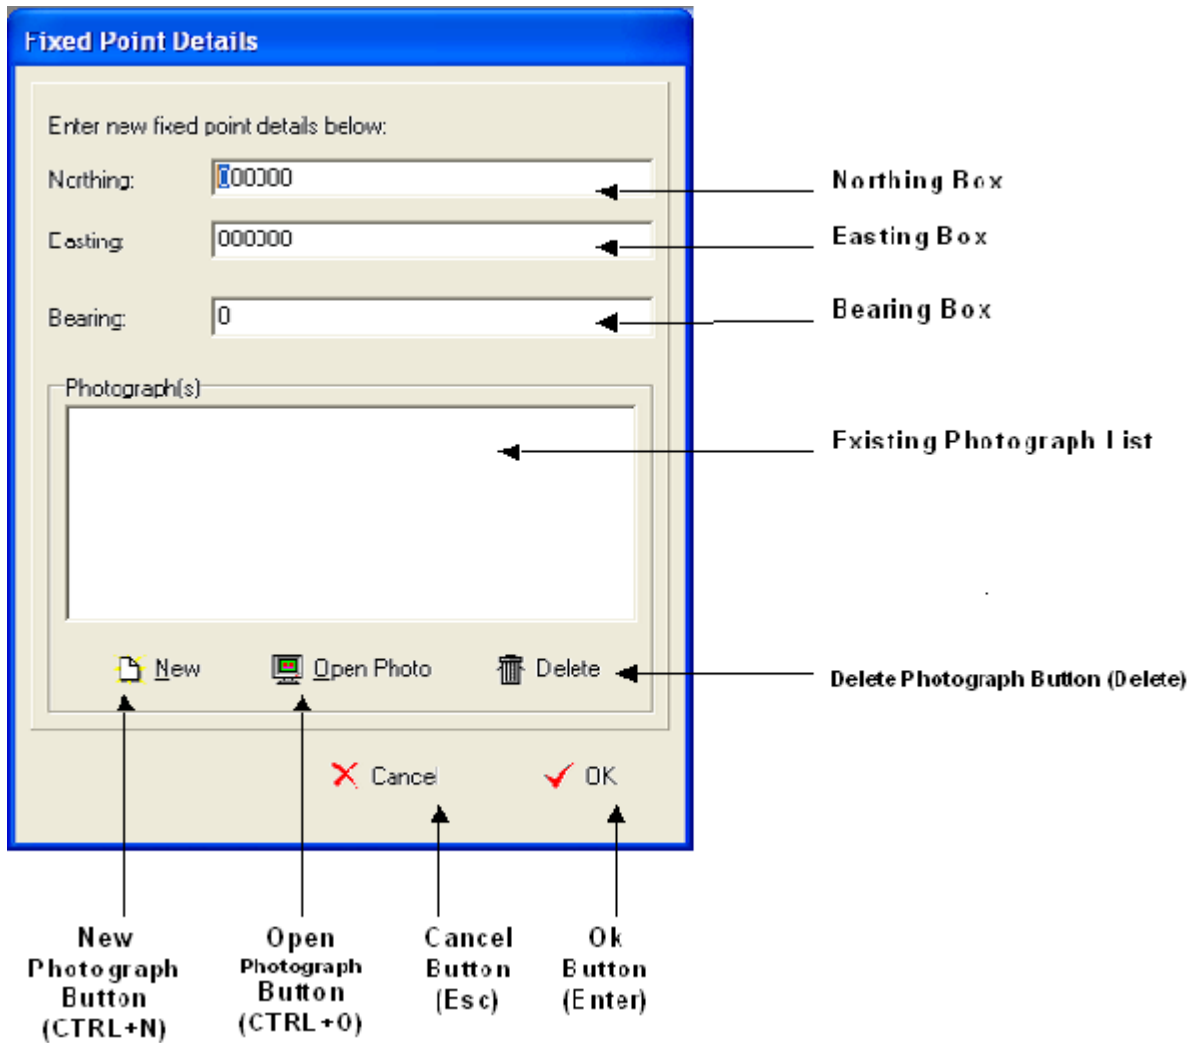 Fixed Point Details
Enter new fixed point details below:
Northing:
000000
Northing Box
Easting:
000000
Easting Box
Bearing:
0
Bearing Box
Photograph(s)
Existing Photograph List
New
Open Photo
Delete
Delete Photograph Button (Delete)
Cancel
OK
New
Photograph
Button
(CTRL+N)
Open
Photograph
Button
(CTRL+O)
Cancel
Button
(Esc)
Ok
Button
(Enter)